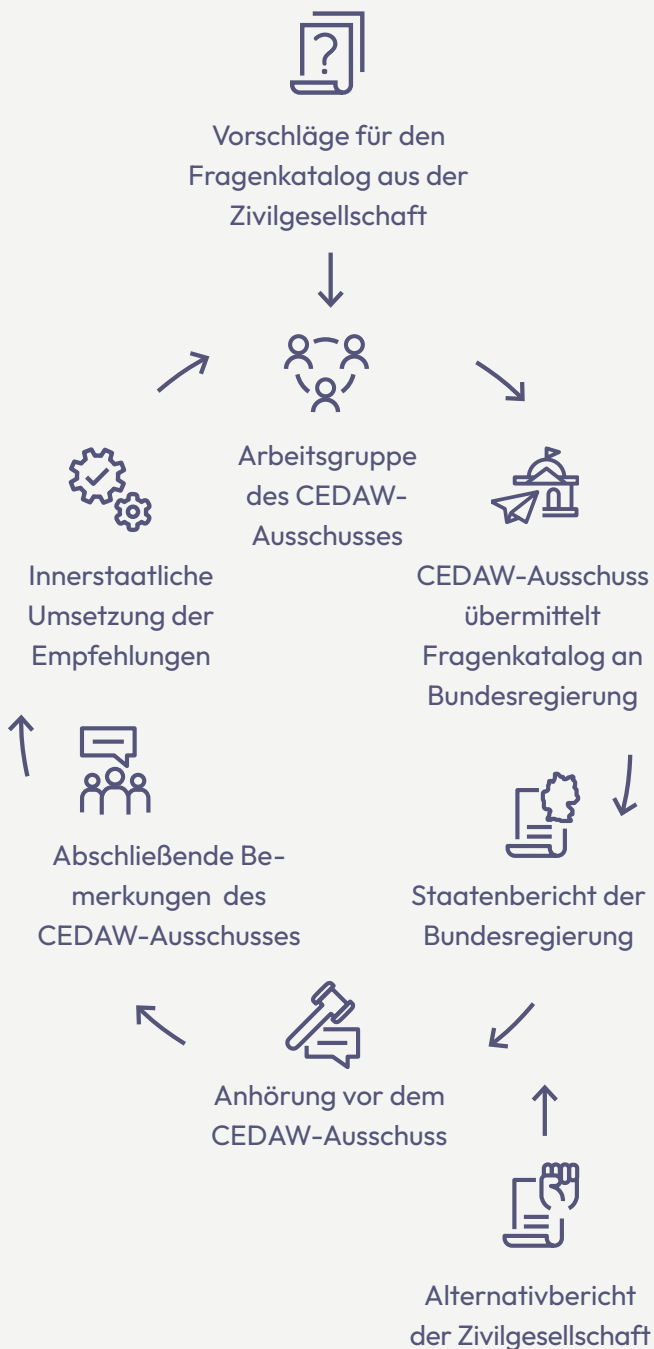 ?
Vorschläge für den
Fragenkatalog aus der
Zivilgesellschaft
Arbeitsgruppe
des CEDAW-
Ausschusses
CEDAW-Ausschuss
übermittelt
Fragenkatalog an
Bundesregierung
Staatenbericht der
Bundesregierung
Alternativbericht
der Zivilgesellschaft
Anhörung vor dem
CEDAW-Ausschuss
Abschließende Be-
merkungen des
CEDAW-Ausschusses
Innerstaatliche
Umsetzung der
Empfehlungen